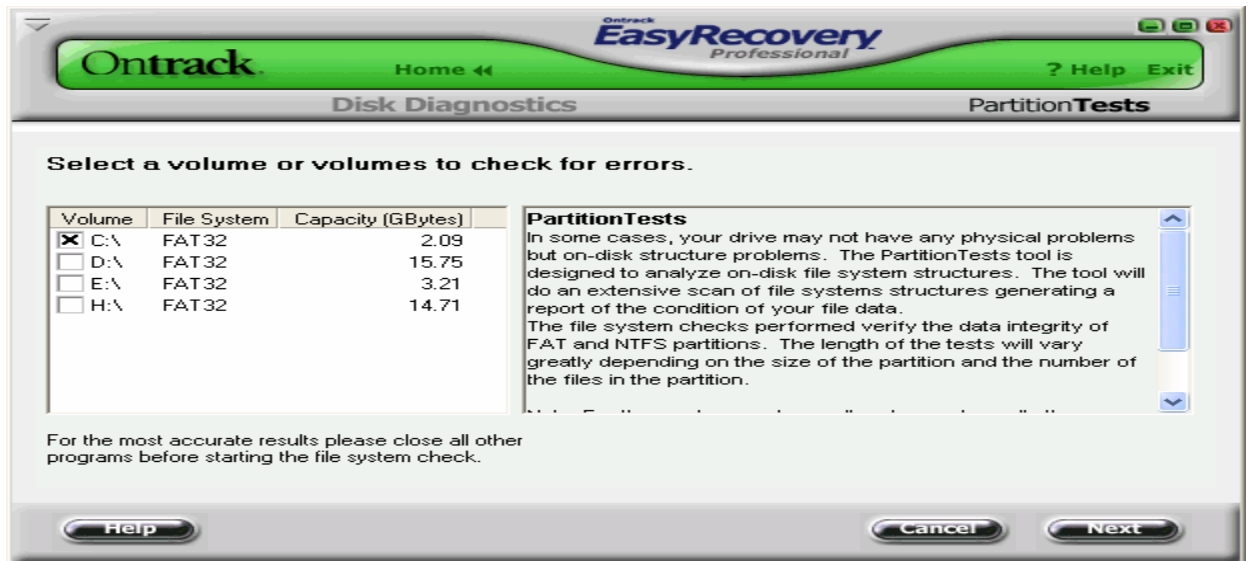 Ontrack
EasyRecovery
Professional
Ontrack.
Home
? Help Exit
Disk Diagnostics
PartitionTests
Select a volume or volumes to check for errors.
Volume File System Capacity (GBytes)
C:\ FAT32 2.09
D:\ FAT32 15.75
E:\ FAT32 3.21
H:\ FAT32 14.71
PartitionTests
In some cases, your drive may not have any physical problems
but on-disk structure problems. The PartitionTests tool is
designed to analyze on-disk file system structures. The tool will
do an extensive scan of file systems structures generating a
report of the condition of your file data.
The file system checks performed verify the data integrity of
FAT and NTFS partitions. The length of the tests will vary
greatly depending on the size of the partition and the number of
the files in the partition.
For the most accurate results please close all other
programs before starting the file system check.
Help
Cancel
Next